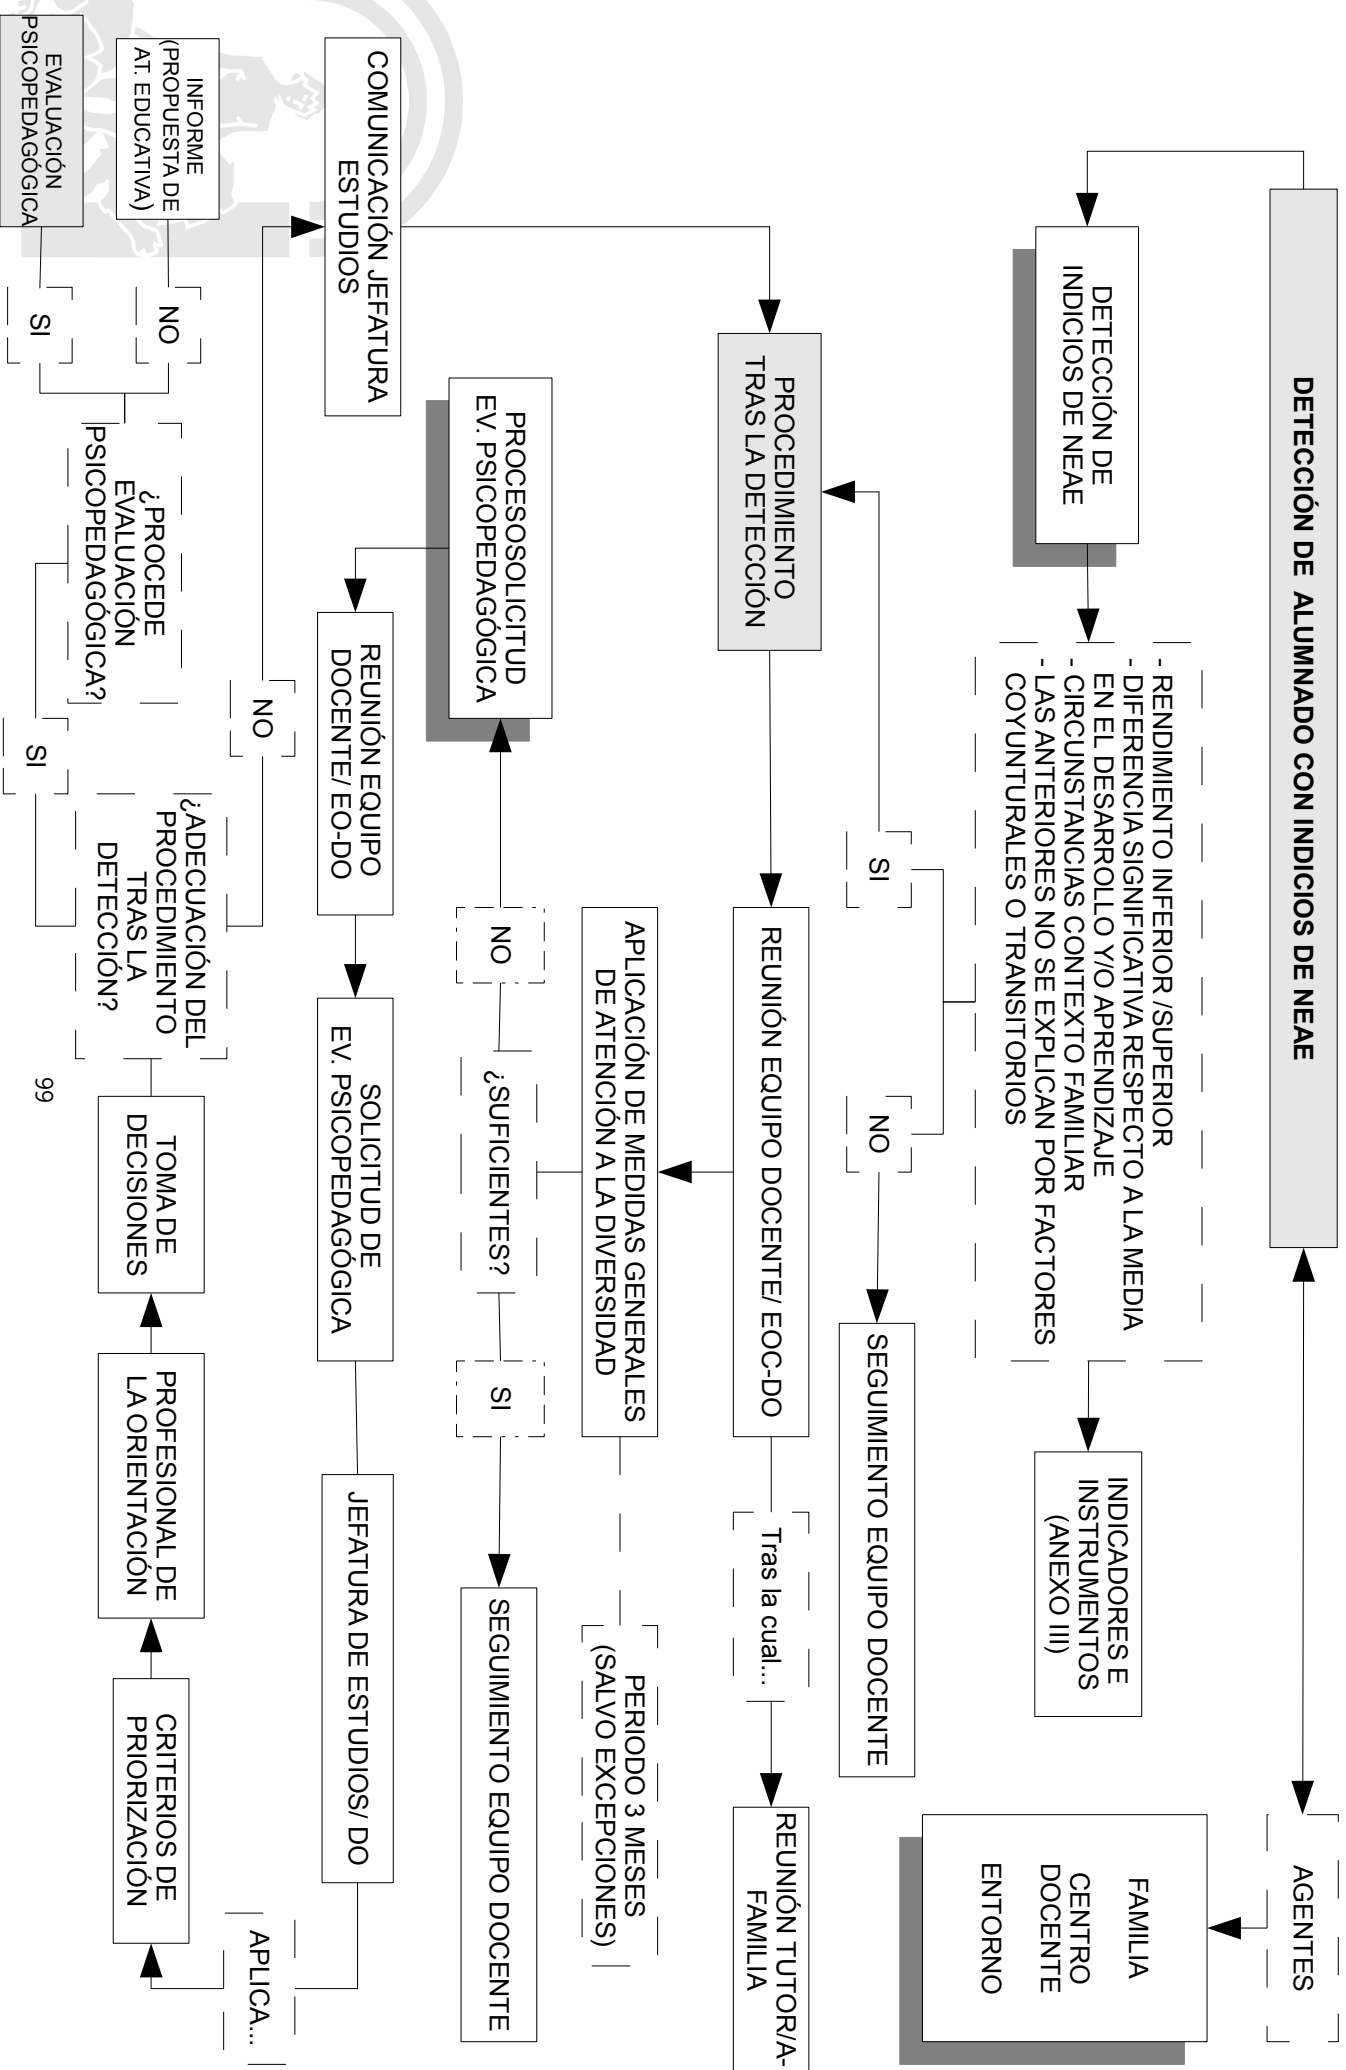 DETECCIÓN DE ALUMNADO CON INDICIOS DE NEAE
AGENTES
DETECCIÓN DE
INDICIOS DE NEAE
- RENDIMIENTO INFERIOR /SUPERIOR
- DIFERENCIA SIGNIFICATIVA RESPECTO A LA MEDIA
EN EL DESARROLLO Y/O APRENDIZAJE
- CIRCUNSTANCIAS CONTEXTO FAMILIAR
- LAS ANTERIORES NO SE EXPLICAN POR FACTORES
COYUNTURALES O TRANSITORIOS
INDICADORES E
INSTRUMENTOS
(ANEXO III)
FAMILIA
CENTRO
DOCENTE
ENTORNO
SI
NO
SEGUIMIENTO EQUIPO DOCENTE
PROCEDIMIENTO
TRAS LA DETECCIÓN
REUNIÓN EQUIPO DOCENTE/ EOC-DO
Tras la cual...
REUNIÓN TUTOR/A-
FAMILIA
APLICACIÓN DE MEDIDAS GENERALES
DE ATENCIÓN A LA DIVERSIDAD
PERIODO 3 MESES
(SALVO EXCEPCIONES)
PROCESOSOLICITUD
EV. PSICOPEDAGÓGICA
NO
¿SUFICIENTES?
SI
SEGUIMIENTO EQUIPO DOCENTE
COMUNICACIÓN JEFATURA
ESTUDIOS
REUNIÓN EQUIPO
DOCENTE/ EO-DO
SOLICITUD DE
EV. PSICOPEDAGÓGICA
JEFATURA DE ESTUDIOS/ DO
NO
APLICA...
INFORME
(PROPUESTA DE
AT. EDUCATIVA)
NO
¿PROCEDE
EVALUACIÓN
PSICOPEDAGÓGICA?
¿ADECUACIÓN DEL
PROCEDIMIENTO
TRAS LA
DETECCIÓN?
TOMA DE
DECISIONES
PROFESIONAL DE
LA ORIENTACIÓN
CRITERIOS DE
PRIORIZACIÓN
EVALUACIÓN
PSICOPEDAGÓGICA
SI
SI
99